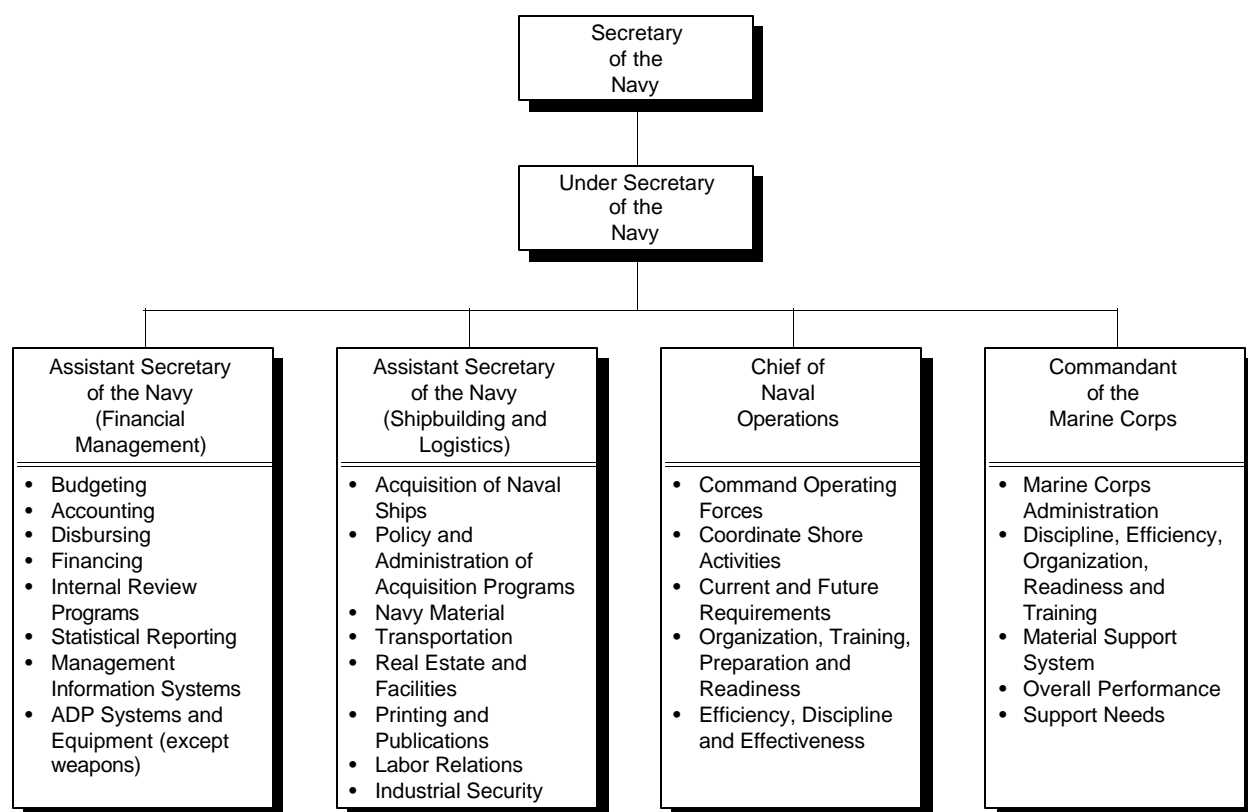 Secretary
of the
Navy
Under Secretary
of the
Navy
Assistant Secretary
of the Navy
(Financial
Management)
• Budgeting
• Accounting
• Disbursing
• Financing
• Internal Review
Programs
• Statistical Reporting
• Management
Information Systems
• ADP Systems and
Equipment (except
weapons)
Assistant Secretary
of the Navy
(Shipbuilding and
Logistics)
• Acquisition of Naval
Ships
• Policy and
Administration of
Acquisition Programs
• Navy Material
• Transportation
• Real Estate and
Facilities
• Printing and
Publications
• Labor Relations
• Industrial Security
Chief of
Naval
Operations
• Command Operating
Forces
• Coordinate Shore
Activities
• Current and Future
Requirements
• Organization, Training,
Preparation and
Readiness
• Efficiency, Discipline
and Effectiveness
Commandant
of the
Marine Corps
• Marine Corps
Administration
• Discipline, Efficiency,
Organization,
Readiness and
Training
• Material Support
System
• Overall Performance
• Support Needs